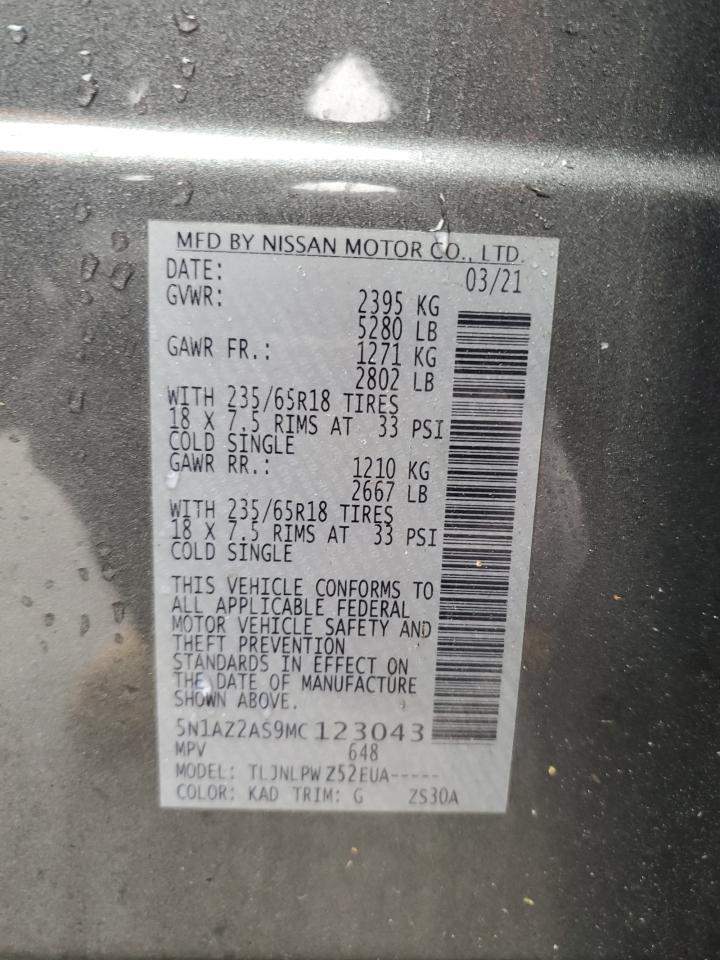 MFD BY NISSAN MOTOR CO., LTD.
DATE: 03/21
GVWR: 2395 KG
5280 LB
GAWR FR.: 1271 KG
2802 LB
WITH 235/65R18 TIRES
18 X 7.5 RIMS AT 33 PSI
COLD SINGLE
GAWR RR.: 1210 KG
2667 LB
WITH 235/65R18 TIRES
18 X 7.5 RIMS AT 33 PSI
COLD SINGLE
THIS VEHICLE CONFORMS TO
ALL APPLICABLE FEDERAL
MOTOR VEHICLE SAFETY AND
THEFT PREVENTION
STANDARDS IN EFFECT ON
THE DATE OF MANUFACTURE
SHOWN ABOVE.
5N1AZ2AS9MC123043
MPV 648
MODEL: TLJNLPW Z52EUA-----
COLOR: KAD TRIM: G ZS30A